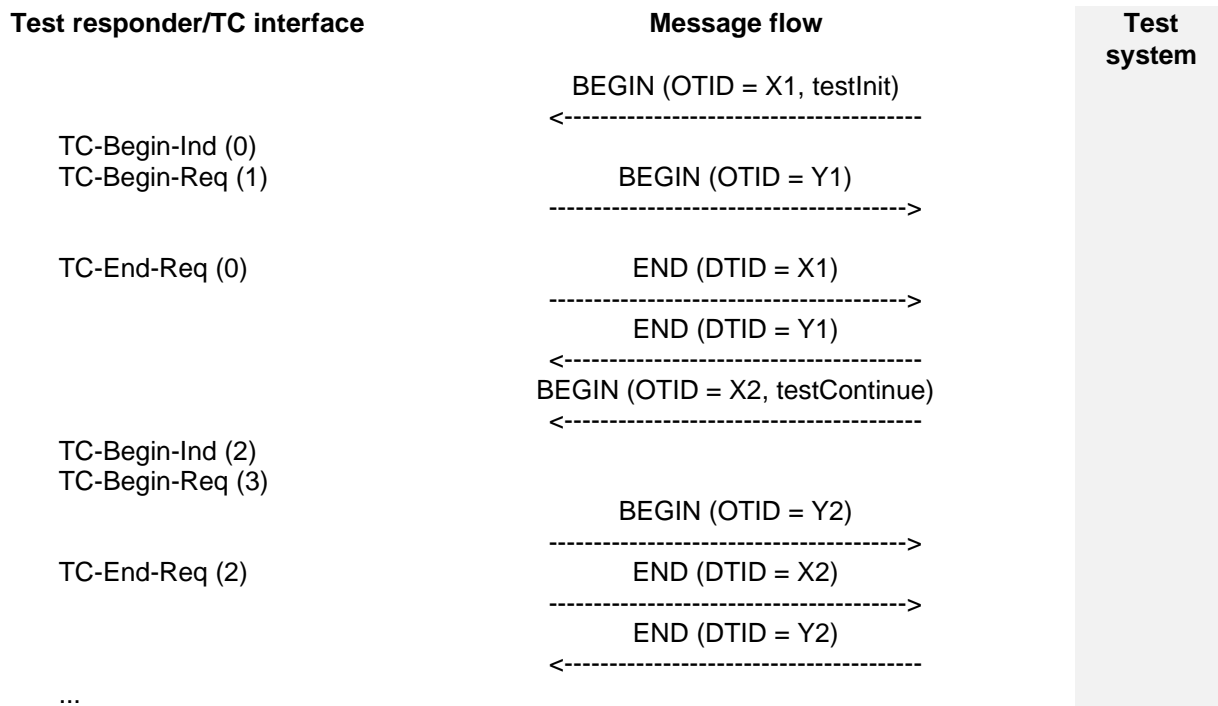 Test responder/TC interface Message flow Test
system
BEGIN (OTID = X1, testInit)
<----------------------------------------
TC-Begin-Ind (0)
TC-Begin-Req (1) BEGIN (OTID = Y1)
---------------------------------------->
TC-End-Req (0) END (DTID = X1)
---------------------------------------->
END (DTID = Y1)
<----------------------------------------
BEGIN (OTID = X2, testContinue)
<----------------------------------------
TC-Begin-Ind (2)
TC-Begin-Req (3)
BEGIN (OTID = Y2)
---------------------------------------->
TC-End-Req (2) END (DTID = X2)
---------------------------------------->
END (DTID = Y2)
<----------------------------------------
...